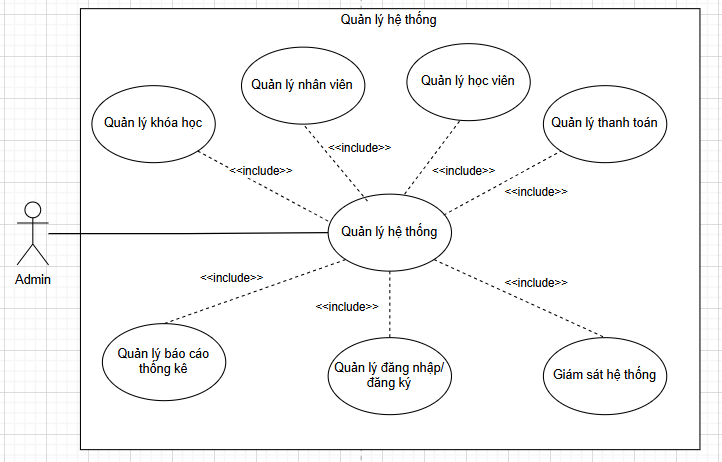 Quản lý hệ thống
Quản lý khóa học
Quản lý nhân viên
Quản lý học viên
Quản lý thanh toán
<<include>>
<<include>>
<<include>>
<<include>>
Quản lý hệ thống
Admin
<<include>>
<<include>>
<<include>>
Quản lý báo cáo
thống kê
Quản lý đăng nhập/
đăng ký
Giám sát hệ thống